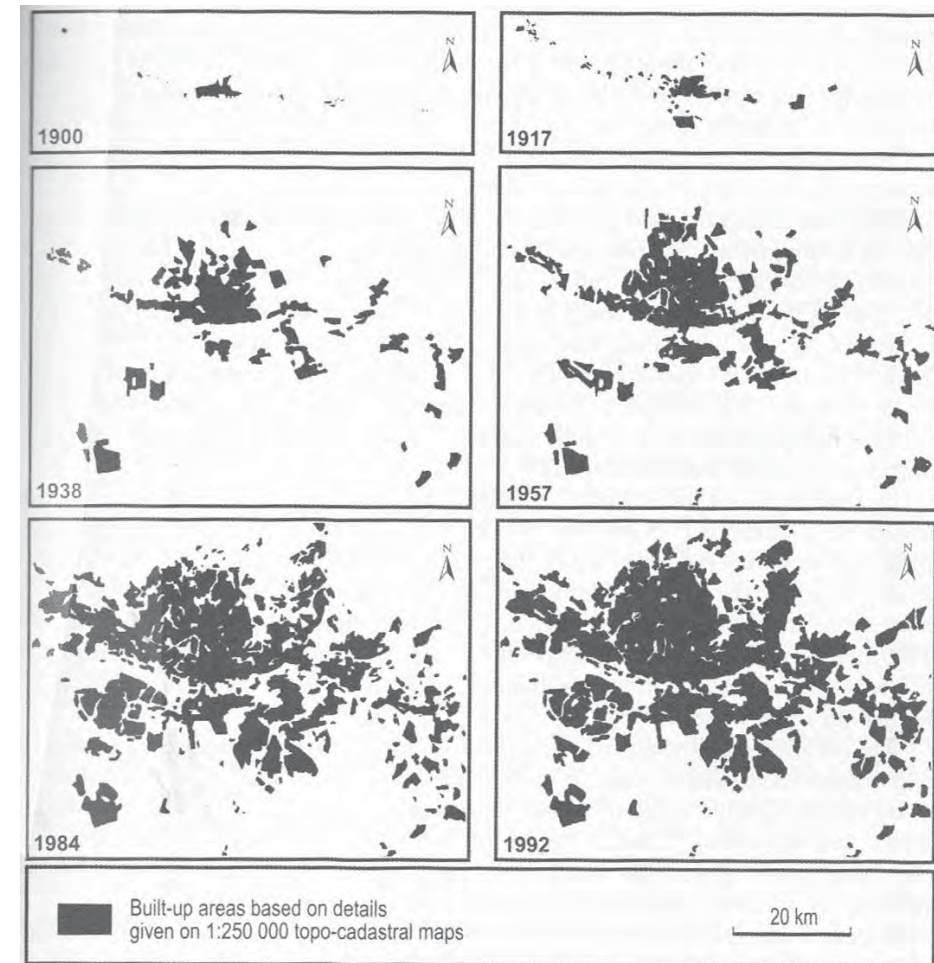 N
1900
N
1917
N
1938
N
1957
N
1984
N
1992
Built-up areas based on details
given on 1:250 000 topo-cadastral maps
20 km